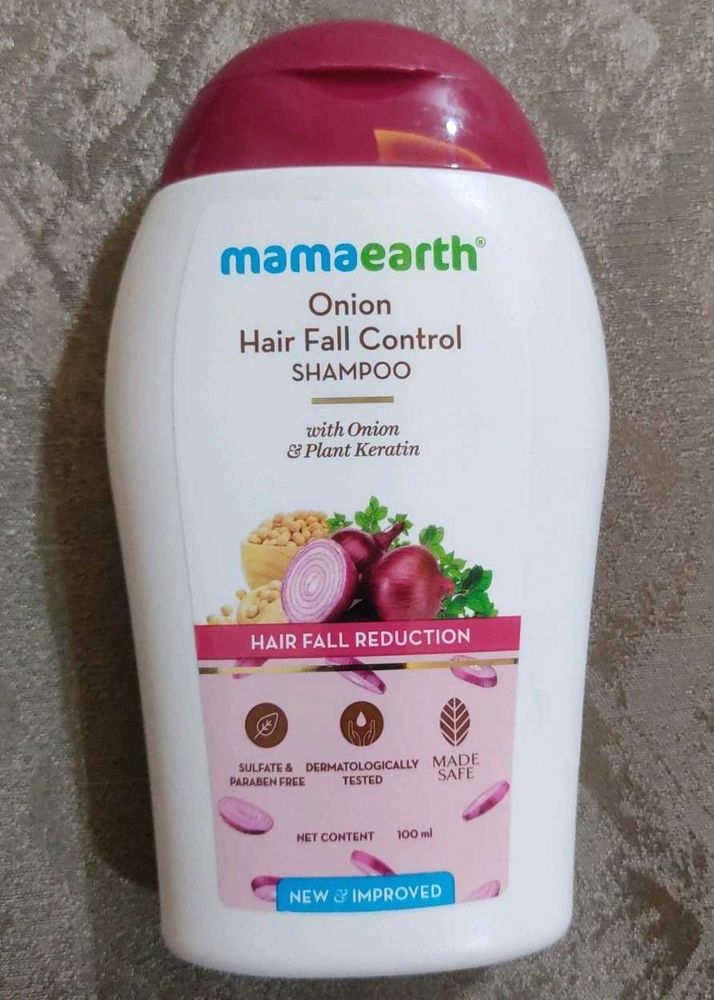 mamaearth®
Onion
Hair Fall Control
SHAMPOO
with Onion
& Plant Keratin
HAIR FALL REDUCTION
SULFATE &
PARABEN FREE
DERMATOLOGICALLY
TESTED
MADE
SAFE
NET CONTENT 100 ml
NEW & IMPROVED